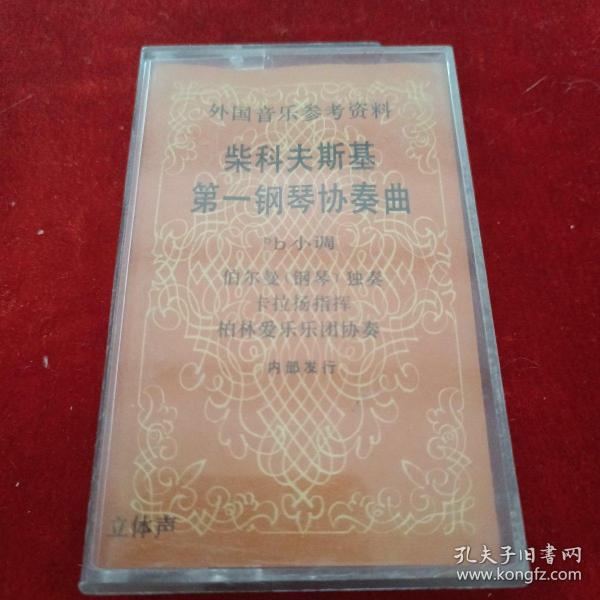 外国音乐参考资料
柴科夫斯基
第一钢琴协奏曲
♭b小调
伯尔曼(钢琴)独奏
卡拉扬指挥
柏林爱乐乐团协奏
内部发行
立体声
孔夫子旧书网
www.kongfz.com